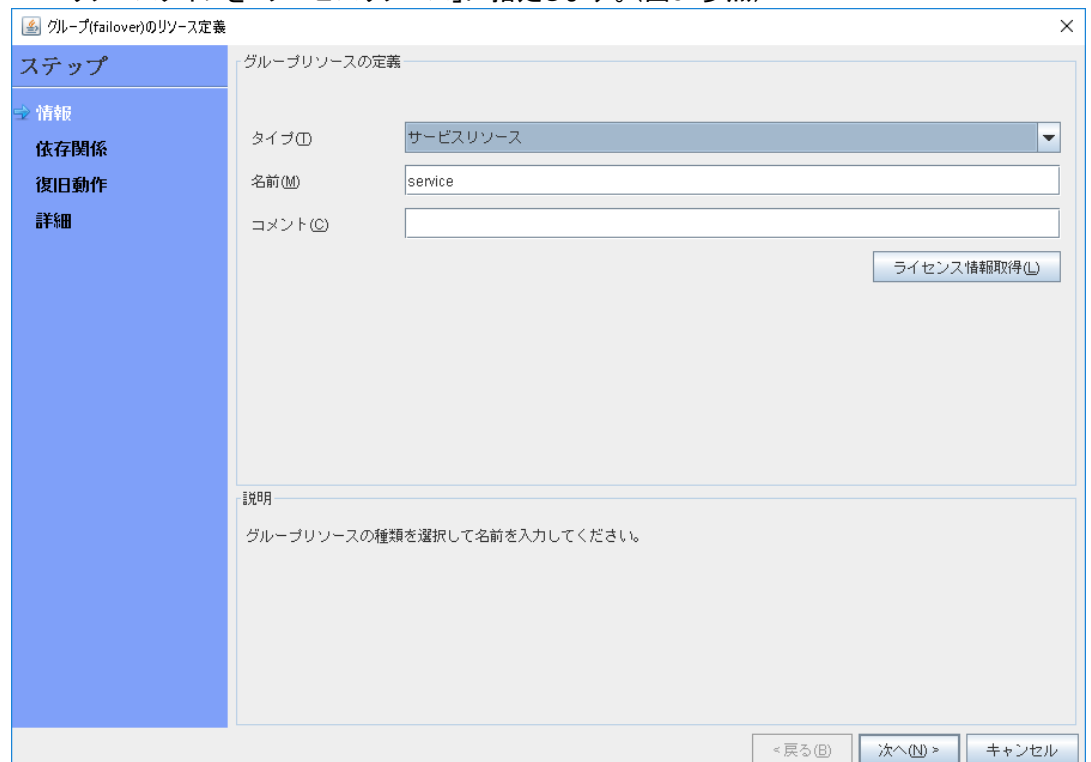 グループ(failover)のリソース定義
ステップ
情報
依存関係
復旧動作
詳細
グループリソースの定義
タイプ(T) サービスリソース
名前(M) service
コメント(C)
ライセンス情報取得(L)
説明
グループリソースの種類を選択して名前を入力してください。
<戻る(B) 次へ(N) > キャンセル